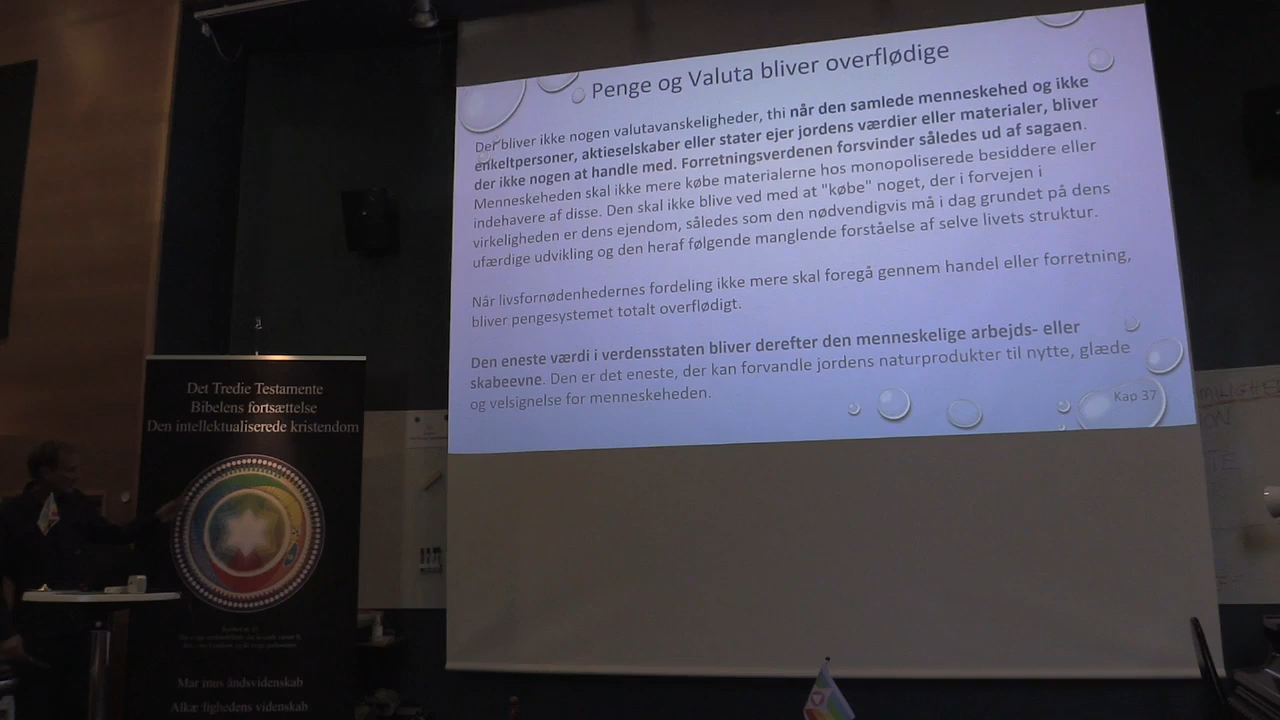 Penge og Valuta bliver overflødige
Der bliver ikke nogen valutavanskeligheder, thi når den samlede menneskehed og ikke
enkeltpersoner, aktieselskaber eller stater ejer jordens værdier eller materialer, bliver
der ikke nogen at handle med. Forretningsverdenen forsvinder således ud af sagaen.
Menneskeheden skal ikke mere købe materialerne hos monopoliserede besiddere eller
indehavere af disse. Den skal ikke blive ved med at "købe" noget, der i forvejen i
virkeligheden er dens ejendom, således som den nødvendigvis må i dag grundet på dens
ufærdige udvikling og den heraf følgende manglende forståelse af selve livets struktur.
Når livsfornødenhedernes fordeling ikke mere skal foregå gennem handel eller forretning,
bliver pengesystemet totalt overflødigt.
Den eneste værdi i verdensstaten bliver derefter den menneskelige arbejds- eller
skabeevne. Den er det eneste, der kan forvandle jordens naturprodukter til nytte, glæde
og velsignelse for menneskeheden.
Kap 37
Det Tredie Testamente
Bibelens fortsættelse
Den intellektualiserede kristendom
Mar inus åndsvidenskab
Alkæ lighedens videnskab